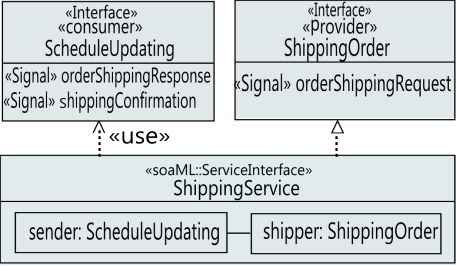 «Interface»
«consumer»
ScheduleUpdating
«Signal» orderShippingResponse
«Signal» shippingConfirmation
«Interface»
«provider»
ShippingOrder
«Signal» orderShippingRequest
«use»
«soaML::ServiceInterface»
ShippingService
sender: ScheduleUpdating
shipper: ShippingOrder